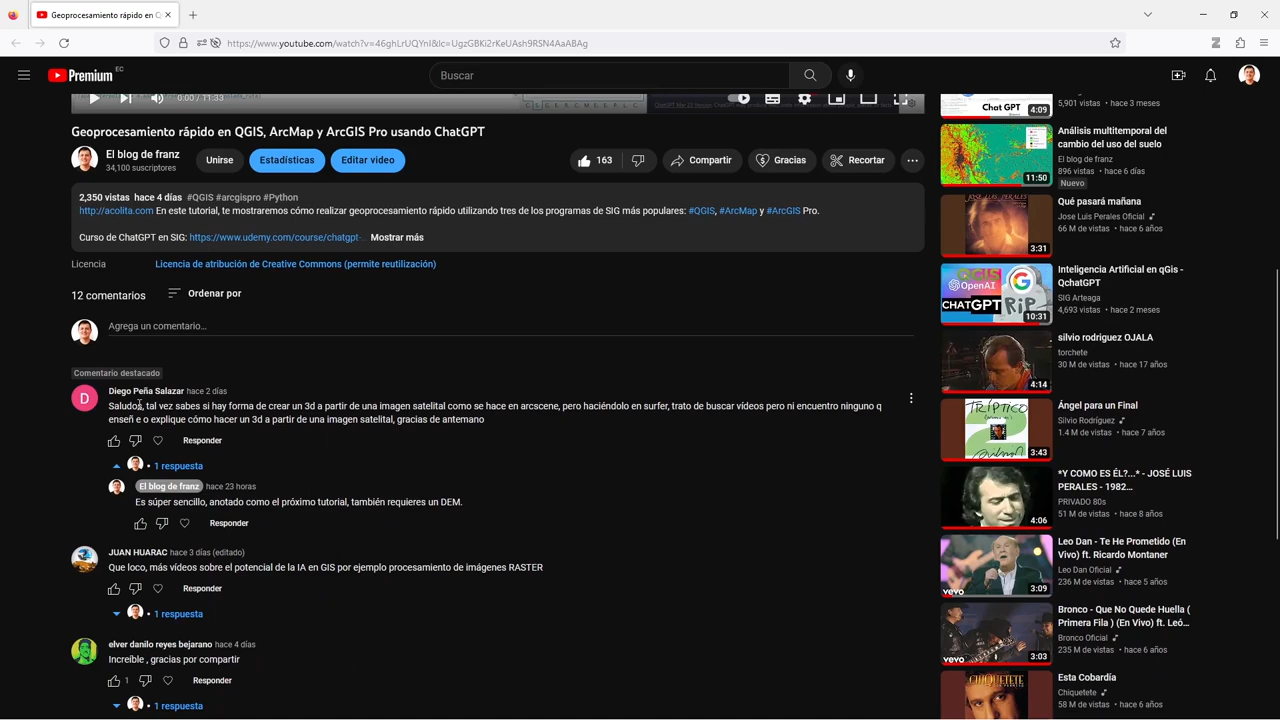 Geoprocesamiento rápido en Q
https://www.youtube.com/watch?v=46ghLrUQYnI&lc=UgzGBKi2rKeUAsh9RSN4AaABAg
Premium EC
Buscar
0:00 / 11:33
Geoprocesamiento rápido en QGIS, ArcMap y ArcGIS Pro usando ChatGPT
El blog de franz
34,100 suscriptores
Unirse
Estadísticas
Editar video
163
Compartir
Gracias
Recortar
2,350 vistas hace 4 días #QGIS #arcgispro #Python
http://acolita.com En este tutorial, te mostraremos cómo realizar geoprocesamiento rápido utilizando tres de los programas de SIG más populares: #QGIS, #ArcMap y #ArcGIS Pro.
Curso de ChatGPT en SIG: https://www.udemy.com/course/chatgpt-... Mostrar más
Licencia
Licencia de atribución de Creative Commons (permite reutilización)
12 comentarios
Ordenar por
Agrega un comentario...
Comentario destacado
D
Diego Peña Salazar hace 2 días
Saludos, tal vez sabes si hay forma de partir de partir de una imagen satelital como se hace en arcscene, pero haciéndolo en surfer, trato de buscar vídeos pero ni encuentro ninguno q
enseñ e o explique cómo hacer un 3d a partir de una imagen satelital, gracias de antemano
Responder
1 respuesta
El blog de franz hace 23 horas
Es súper sencillo, anotado como el próximo tutorial, también requieres un DEM.
Responder
JUAN HUARAC hace 3 días (editado)
Que loco, más vídeos sobre el potencial de la IA en GIS por ejemplo procesamiento de imágenes RASTER
Responder
1 respuesta
elver danilo reyes bejarano hace 4 días
Increíble , gracias por compartir
1
Responder
1 respuesta
Chat GPT
4:09
5,901 vistas • hace 3 meses
11:50
Análisis multitemporal del
cambio del uso del suelo
El blog de franz
896 vistas • hace 6 días
Nuevo
3:31
Qué pasará mañana
Jose Luis Perales Oficial
66 M de vistas • hace 6 años
QGIS
OpenAI
CHATGPT
RIP
10:31
Inteligencia Artificial en qGis -
QchatGPT
SIG Arteaga
4,693 vistas • hace 2 meses
4:14
silvio rodriguez OJALA
torchete
30 M de vistas • hace 17 años
TRÍPTICO
3:43
Ángel para un Final
Silvio Rodríguez
1.4 M de vistas • hace 7 años
4:06
*Y COMO ES ÉL?...* - JOSÉ LUIS
PERALES - 1982...
PRIVADO 80s
51 M de vistas • hace 8 años
vevo
3:09
Leo Dan - Te He Prometido (En
Vivo) ft. Ricardo Montaner
Leo Dan Oficial
236 M de vistas • hace 5 años
vevo
3:03
Bronco - Que No Quede Huella (
Primera Fila ) (En Vivo) ft. Leó...
Bronco Oficial
235 M de vistas • hace 6 años
CHIQUETETE
Esta Cobardía
Chiquetete
58 M de vistas • hace 6 años